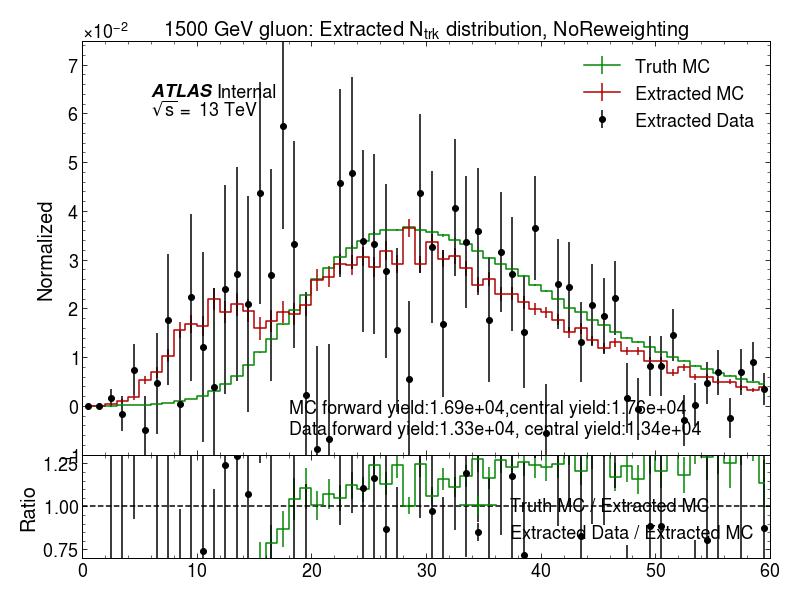 ×10⁻²
1500 GeV gluon: Extracted Ntrk distribution, NoReweighting
ATLAS Internal
√s = 13 TeV
Truth MC
Extracted MC
Extracted Data
Normalized
7
6
5
4
3
2
1
0
MC forward yield:1.69e+04,central yield:1.76e+04
Data forward yield:1.33e+04, central yield:1.34e+04
Ratio
1.25
1.00
0.75
Truth MC / Extracted MC
Extracted Data / Extracted MC
0 10 20 30 40 50 60